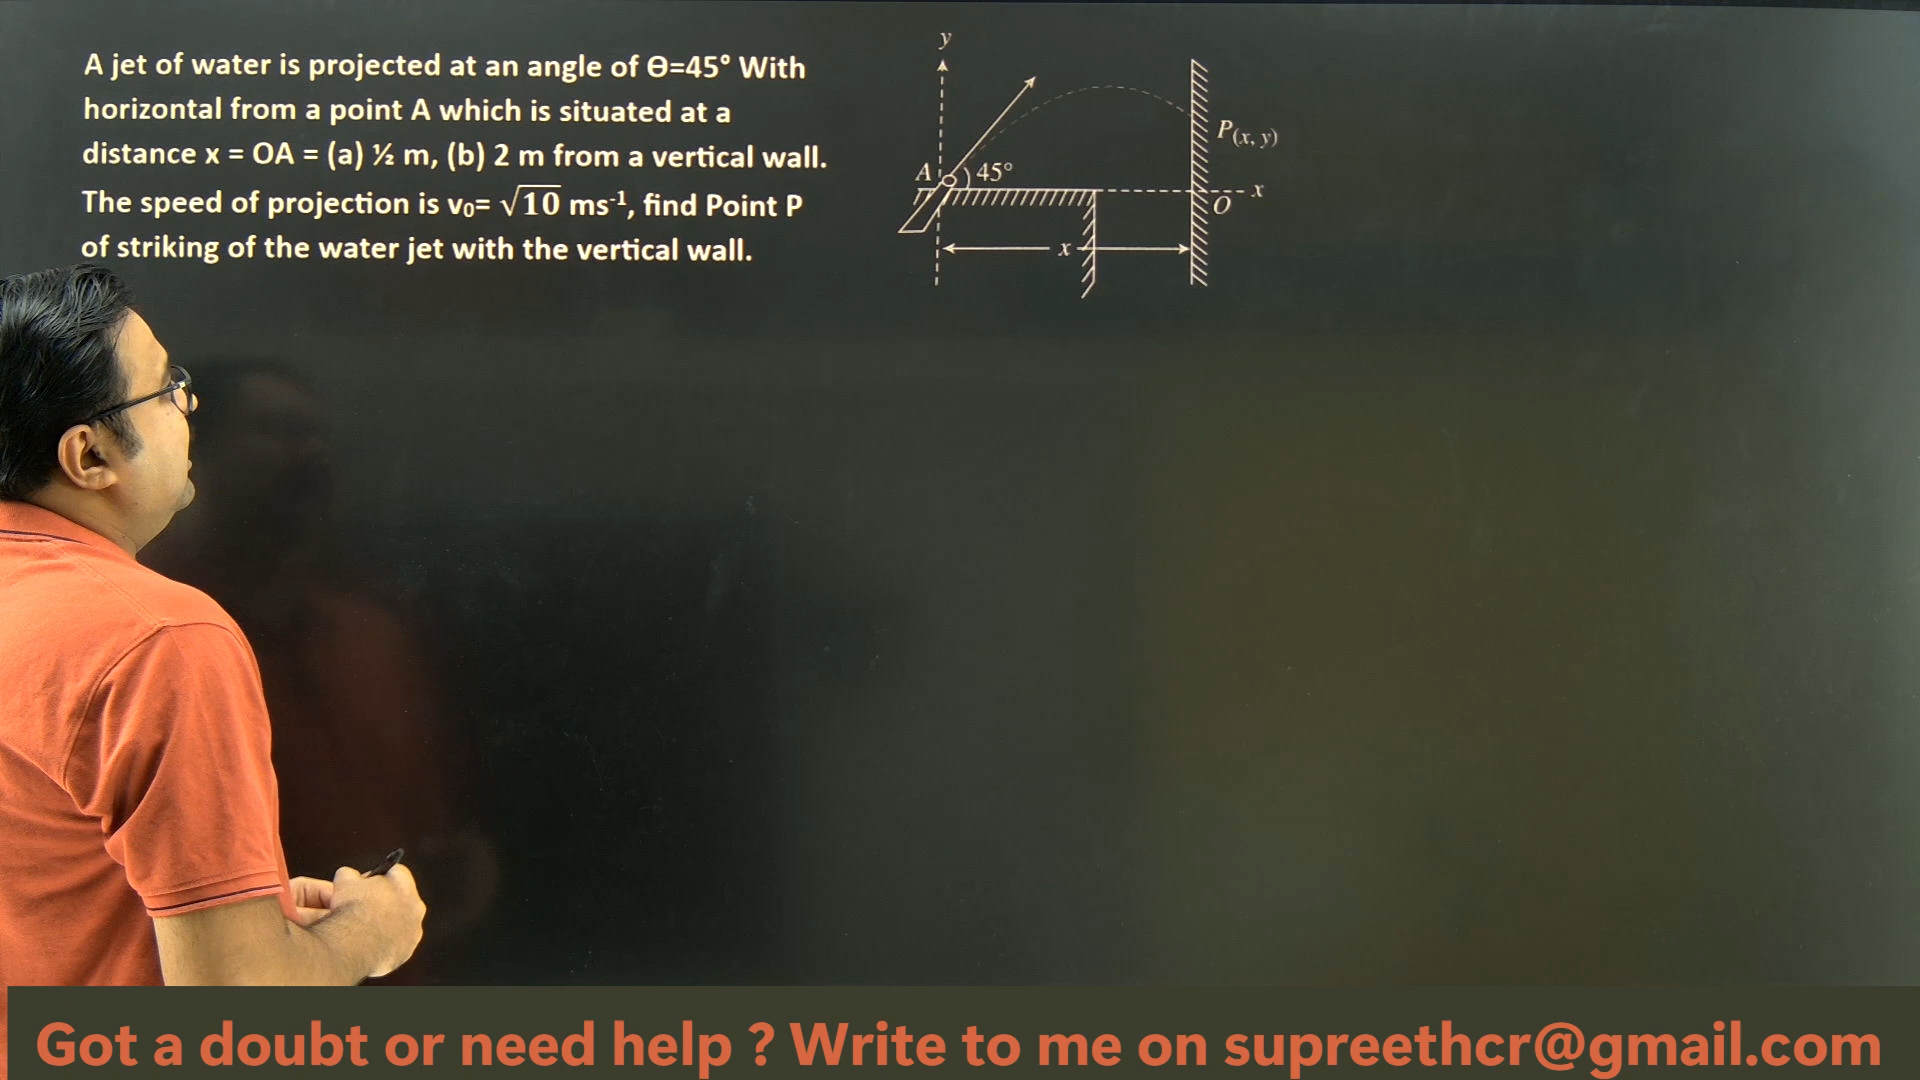 A jet of water is projected at an angle of Ɵ=45° With
horizontal from a point A which is situated at a
distance x = OA = (a) ½ m, (b) 2 m from a vertical wall.
The speed of projection is v₀= √10 ms⁻¹, find Point P
of striking of the water jet with the vertical wall.
y
P(x, y)
A
45°
x
O
x
Got a doubt or need help ? Write to me on supreethcr@gmail.com